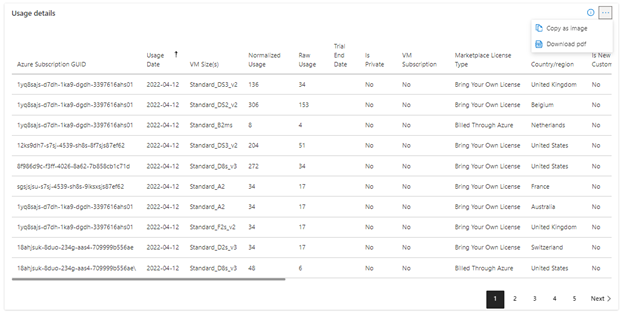 Usage details
Copy as image
Download pdf
Azure Subscription GUID Usage Date VM Size(s) Normalized Usage Raw Usage Trial End Date Is Private VM Subscription Marketplace License Type Country/region Is New Custom
1yq8sajs-d7dh-1ka9-dgdh-3397616ahs01 2022-04-12 Standard_DS3_v2 136 34 No No Bring Your Own License United Kingdom No
1yq8sajs-d7dh-1ka9-dgdh-3397616ahs01 2022-04-12 Standard_DS2_v2 306 153 No No Bring Your Own License Belgium No
1yq8sajs-d7dh-1ka9-dgdh-3397616ahs01 2022-04-12 Standard_B2ms 8 4 No No Billed Through Azure Netherlands No
12ks9dh7-s7sj-4539-sh8s-8f7sjs87ef62 2022-04-12 Standard_DS3_v2 204 51 No No Bring Your Own License United States No
8f986d9c-f3ff-4026-8a62-7b858cb1c71d 2022-04-12 Standard_D8s_v3 272 34 No No Bring Your Own License United States No
sgsjsjsu-s7sj-4539-sh8s-9iksxsjs87ef62 2022-04-12 Standard_A2 34 17 No No Bring Your Own License France No
1yq8sajs-d7dh-1ka9-dgdh-3397616ahs01 2022-04-12 Standard_A2 34 17 No No Bring Your Own License Australia No
1yq8sajs-d7dh-1ka9-dgdh-3397616ahs01 2022-04-12 Standard_F2s_v2 34 17 No No Bring Your Own License United Kingdom No
18ahjsuk-8duo-234g-aas4-709999b556ae 2022-04-12 Standard_D2s_v3 34 17 No No Bring Your Own License Switzerland No
18ahjsuk-8duo-234g-aas4-709999b556ael 2022-04-12 Standard_D8s_v3 48 6 No No Billed Through Azure United States No
1 2 3 4 5 Next >